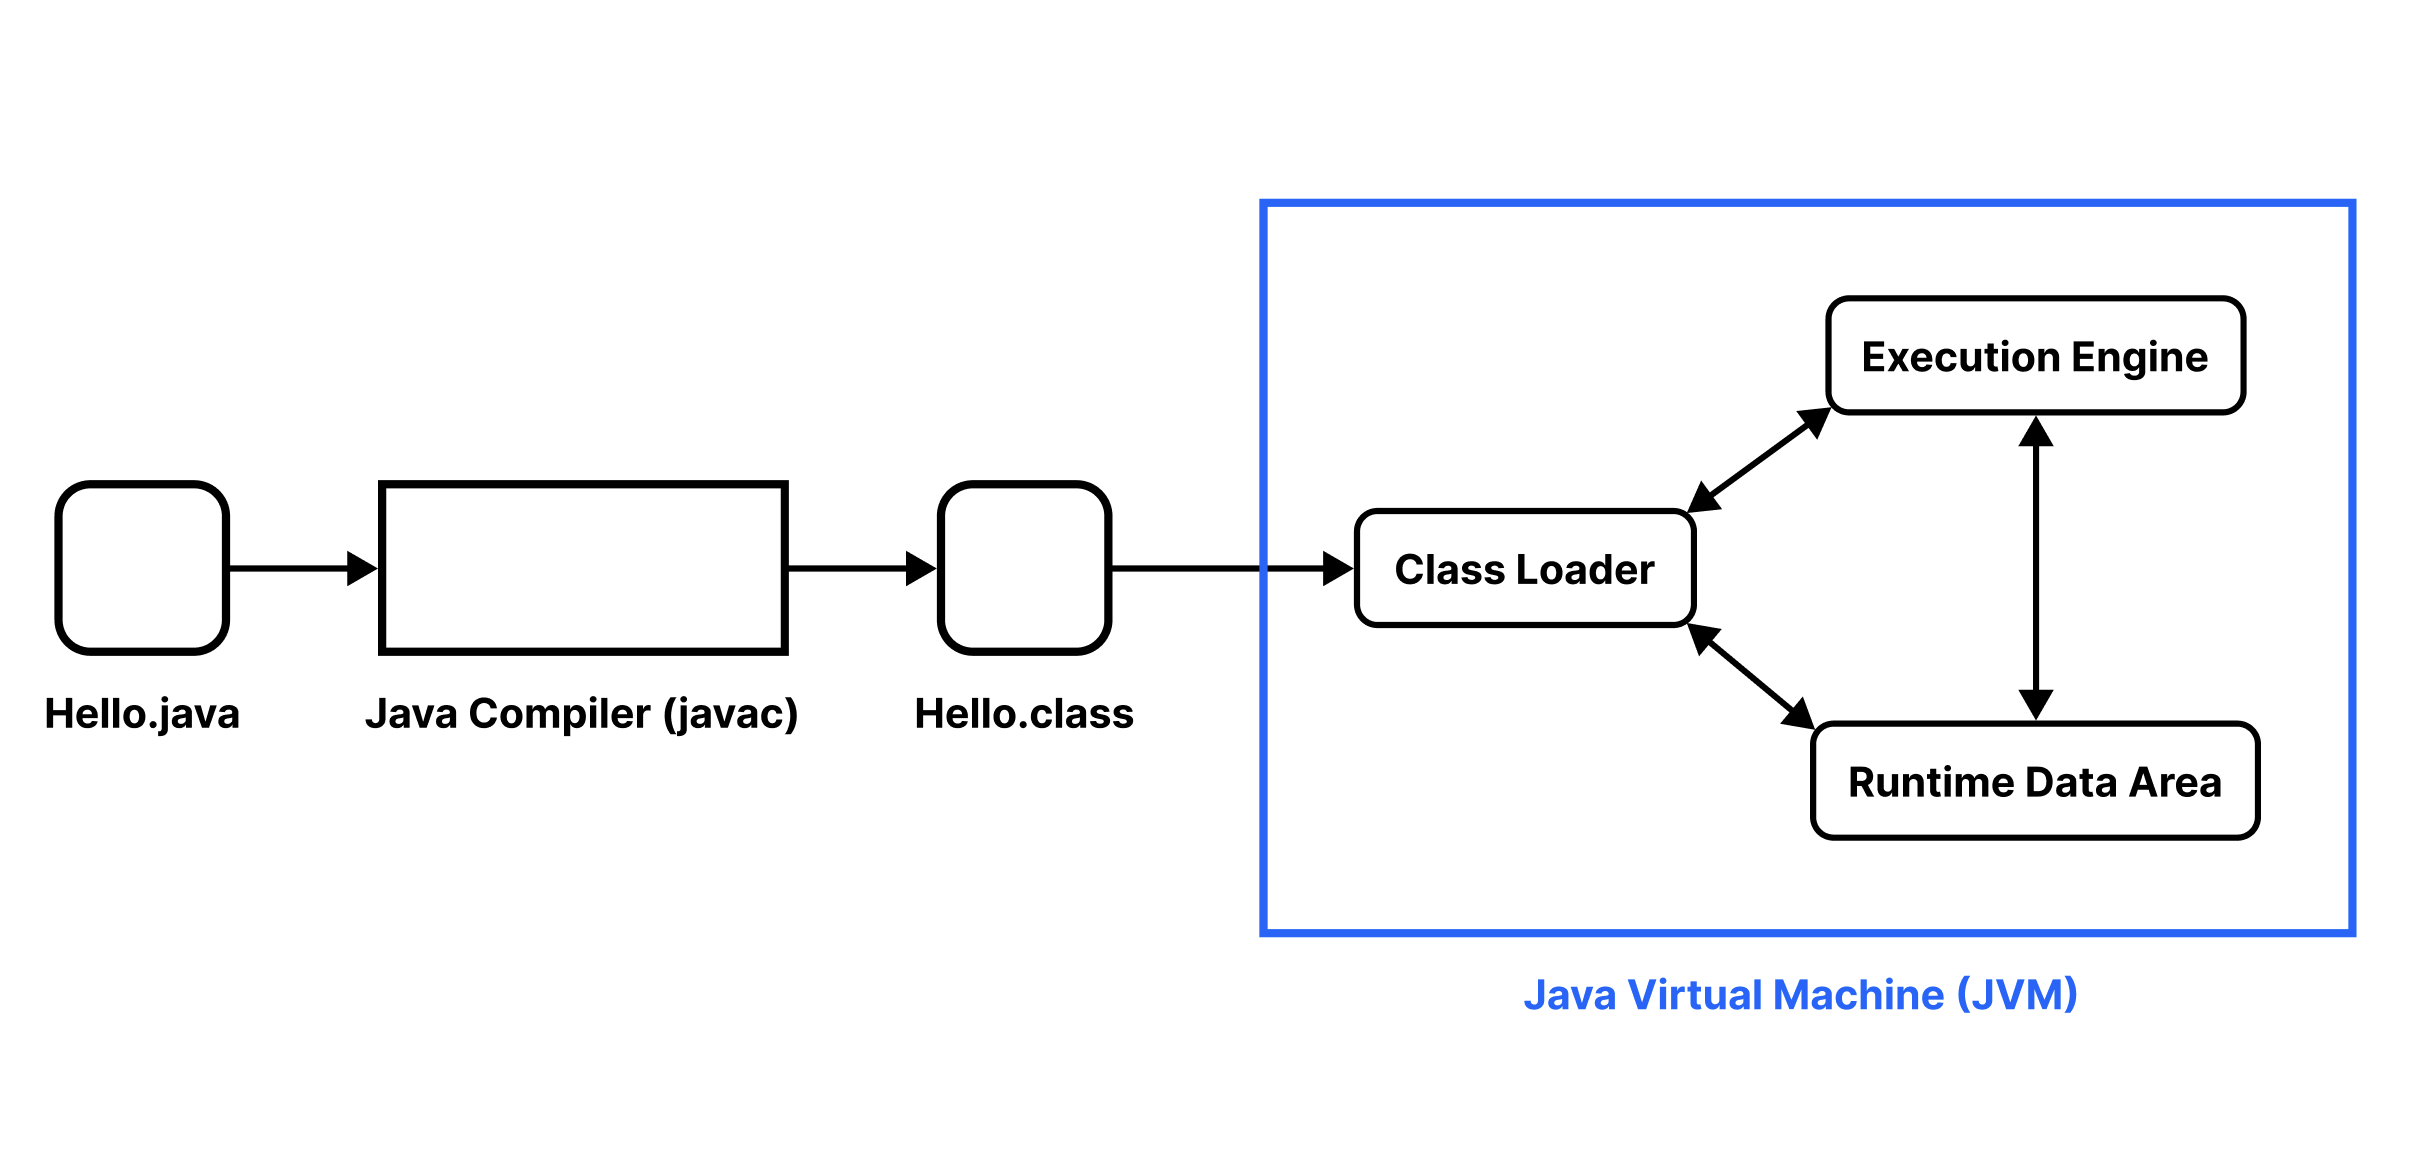 Hello.java
Java Compiler (javac)
Hello.class
Class Loader
Execution Engine
Runtime Data Area
Java Virtual Machine (JVM)